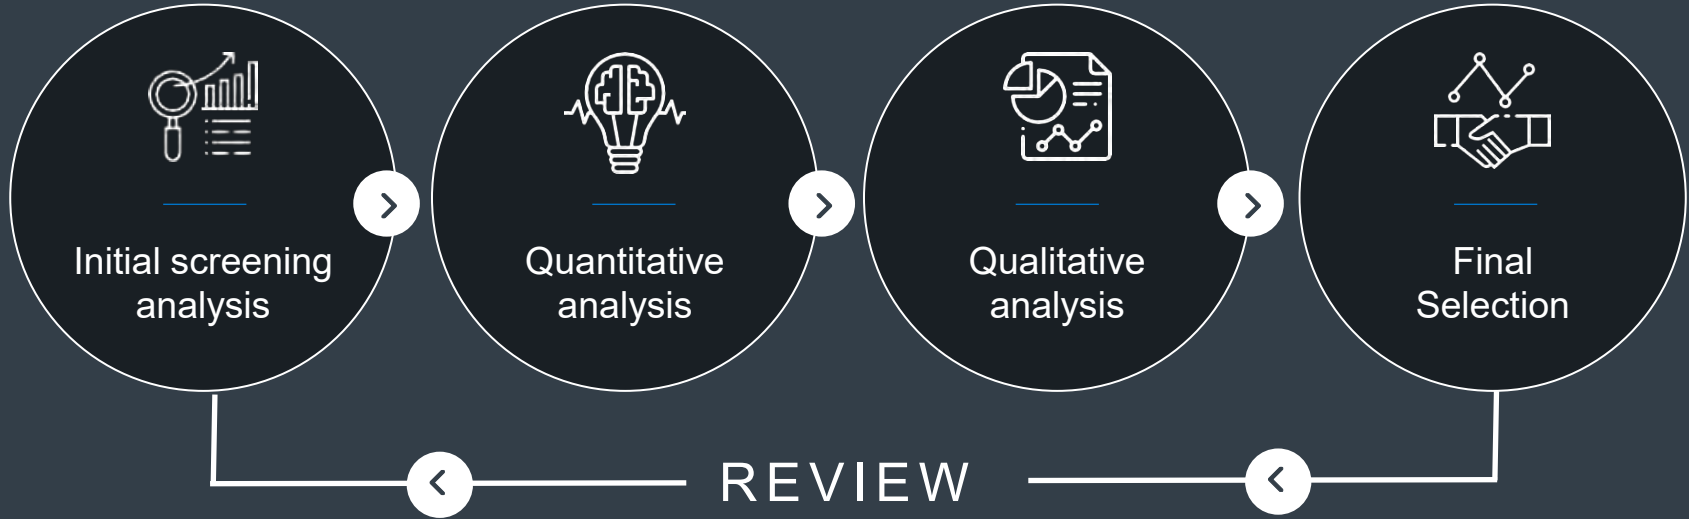 Initial screening
analysis
Quantitative
analysis
Qualitative
analysis
Final
Selection
REVIEW